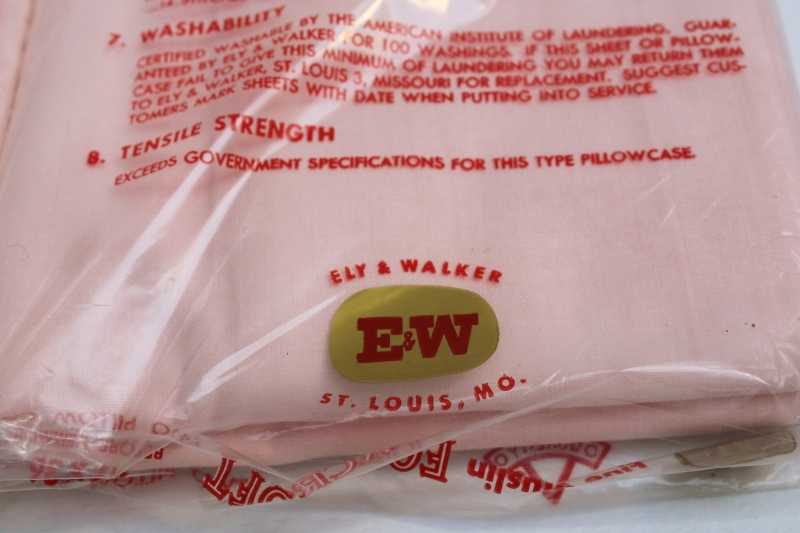 7. WASHABILITY
CERTIFIED WASHABLE BY THE AMERICAN INSTITUTE OF LAUNDERING. GUAR-
ANTEED BY ELY & WALKER FOR 100 WASHINGS. IF THIS SHEET OR PILLOW-
CASE FAIL TO GIVE THIS MINIMUM OF LAUNDERING YOU MAY RETURN THEM
TO ELY & WALKER, ST. LOUIS 3, MISSOURI FOR REPLACEMENT. SUGGEST CUS-
TOMERS MARK SHEETS WITH DATE WHEN PUTTING INTO SERVICE.
8. TENSILE STRENGTH
EXCEEDS GOVERNMENT SPECIFICATIONS FOR THIS TYPE PILLOWCASE.
ELY & WALKER
E&W
ST. LOUIS, MO.
Fine Muslin